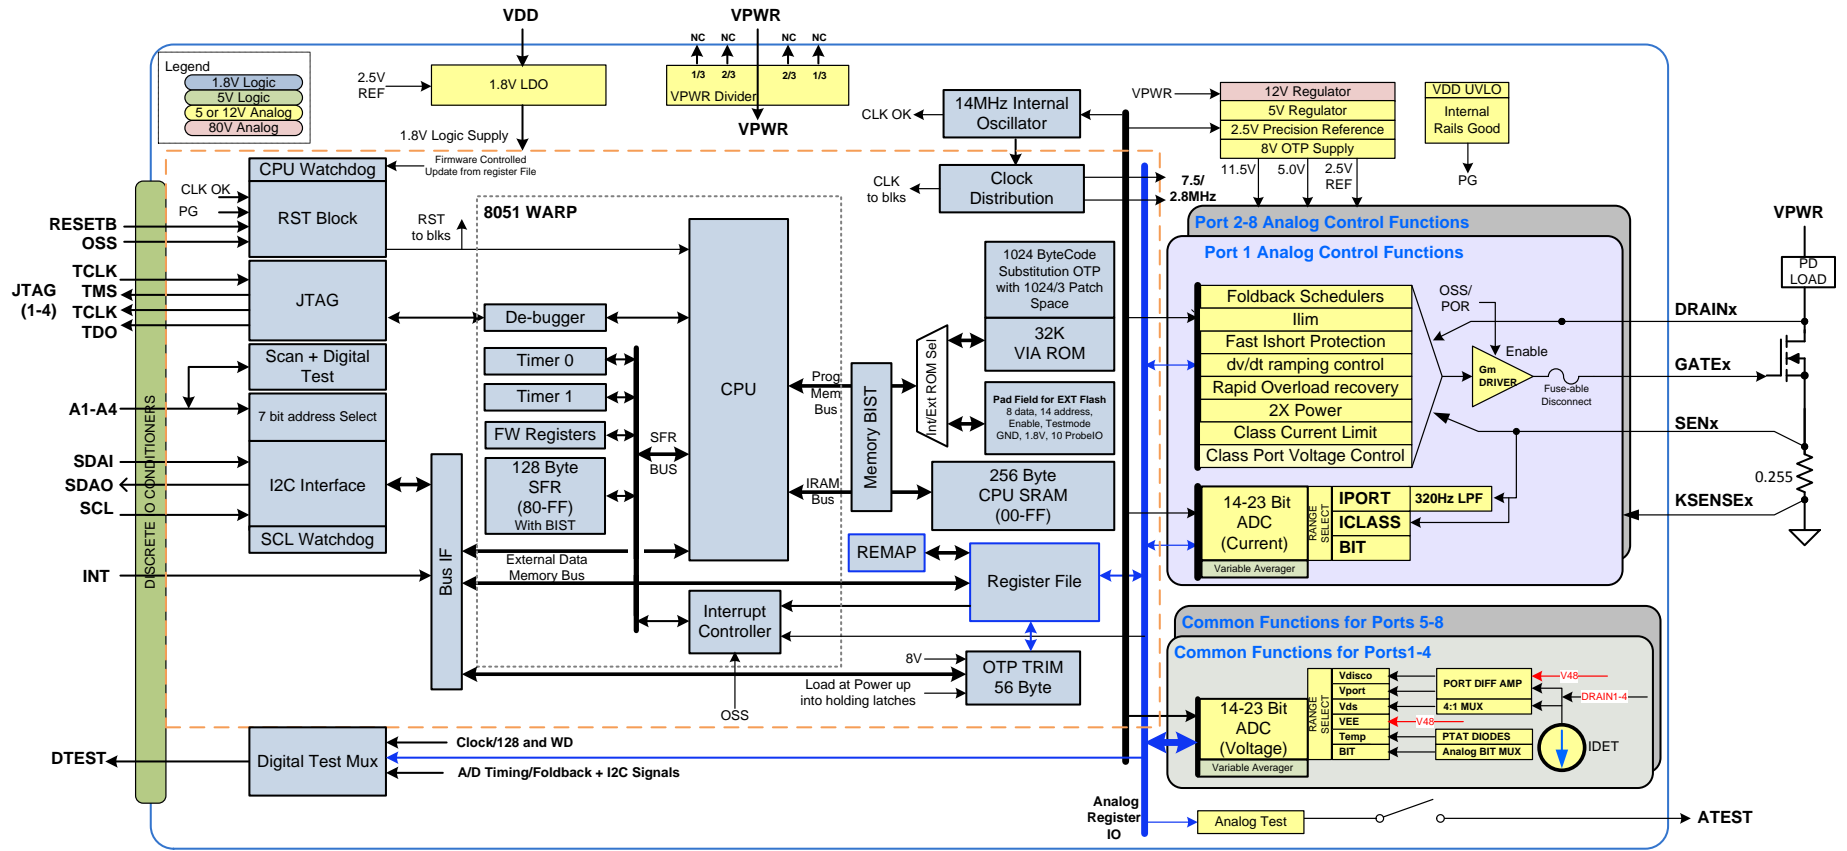 VDD
VPWR
NC
NC
NC
NC
1/3
2/3
2/3
1/3
VPWR Divider
VPWR
Legend
1.8V Logic
5V Logic
5 or 12V Analog
80V Analog
2.5V
REF
1.8V LDO
1.8V Logic Supply
CLK OK
14MHz Internal
Oscillator
VPWR
12V Regulator
5V Regulator
2.5V Precision Reference
8V OTP Supply
11.5V
5.0V
2.5V
REF
VDD UVLO
Internal
Rails Good
PG
DISCRETE IO CONDITIONERS
CPU Watchdog
Firmware Controlled
Update from register File
CLK OK
PG
RESETB
OSS
RST Block
RST
to blks
CLK
to blks
Clock
Distribution
7.5/
2.8MHz
JTAG
(1-4)
TCLK
TMS
TCLK
TDO
JTAG
Scan + Digital
Test
A1-A4
7 bit address Select
SDAI
SDAO
SCL
I2C Interface
SCL Watchdog
INT
Bus IF
8051 WARP
De-bugger
Timer 0
Timer 1
FW Registers
128 Byte
SFR
(80-FF)
With BIST
SFR
BUS
CPU
Prog
Mem
Bus
IRAM
Bus
Memory BIST
Int/Ext ROM Sel
1024 ByteCode
Substitution OTP
with 1024/3 Patch
Space
32K
VIA ROM
Pad Field for EXT Flash
8 data, 14 address,
Enable, Testmode
GND, 1.8V, 10 ProbeIO
256 Byte
CPU SRAM
(00-FF)
External Data
Memory Bus
REMAP
Register File
Interrupt
Controller
OSS
8V
Load at Power up
into holding latches
OTP TRIM
56 Byte
DTEST
Digital Test Mux
Clock/128 and WD
A/D Timing/Foldback + I2C Signals
Port 2-8 Analog Control Functions
Port 1 Analog Control Functions
Foldback Schedulers
Ilim
Fast Ishort Protection
dv/dt ramping control
Rapid Overload recovery
2X Power
Class Current Limit
Class Port Voltage Control
OSS/
POR
Enable
Gm
DRIVER
Fuse-able
Disconnect
14-23 Bit
ADC
(Current)
Variable Averager
RANGE
SELECT
IPORT
320Hz LPF
ICLASS
BIT
VPWR
PD
LOAD
DRAINx
GATEx
SENx
0.255
KSENSEx
Common Functions for Ports 5-8
Common Functions for Ports1-4
14-23 Bit
ADC
(Voltage)
Variable Averager
RANGE
SELECT
Vdisco
Vport
Vds
VEE
Temp
BIT
PORT DIFF AMP
4:1 MUX
V48
V48
DRAIN1-4
PTAT DIODES
Analog BIT MUX
IDET
Analog
Register
IO
Analog Test
ATEST